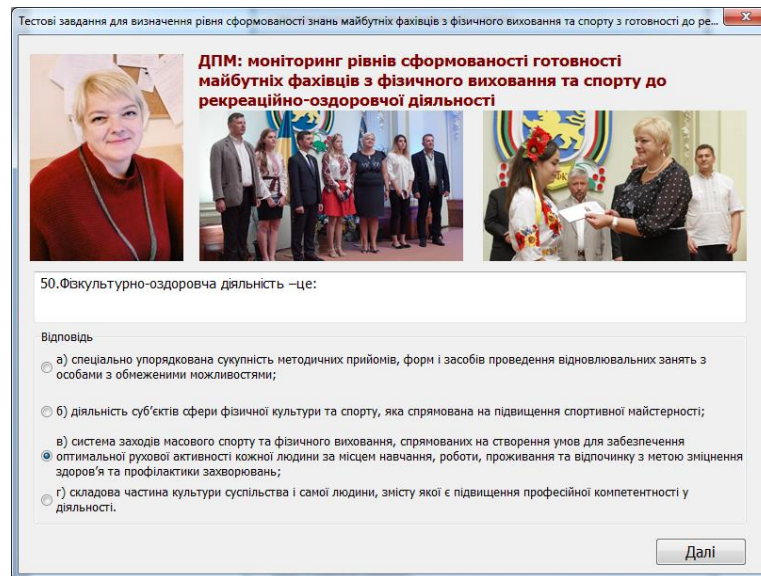 Тестові завдання для визначення рівня сформованості знань майбутніх фахівців з фізичного виховання та спорту з готовності до ре...
ДПМ: моніторинг рівнів сформованості готовності
майбутніх фахівців з фізичного виховання та спорту до
рекреаційно-оздоровчої діяльності
50.Фізкультурно-оздоровча діяльність –це:
Відповідь
а) спеціально упорядкована сукупність методичних прийомів, форм і засобів проведення відновлювальних занять з
особами з обмеженими можливостями;
б) діяльність суб’єктів сфери фізичної культури та спорту, яка спрямована на підвищення спортивної майстерності;
в) система заходів масового спорту та фізичного виховання, спрямованих на створення умов для забезпечення
оптимальної рухової активності кожної людини за місцем навчання, роботи, проживання та відпочинку з метою зміцнення
здоров’я та профілактики захворювань;
г) складова частина культури суспільства і самої людини, змісту якої є підвищення професійної компетентності у
діяльності.
Далі